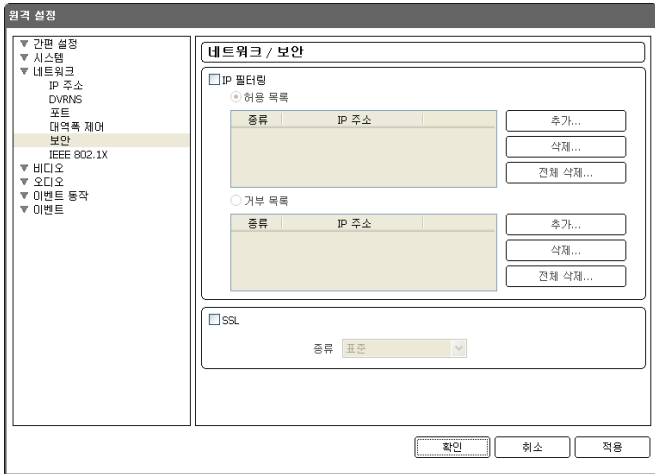 원격 설정
▼ 간편 설정
▼ 시스템
▼ 네트워크
IP 주소
DVRNS
포트
대역폭 제어
보안
IEEE 802.1X
▼ 비디오
▼ 오디오
▼ 이벤트 동작
▼ 이벤트
네트워크 / 보안
IP 필터링
허용 목록
종류 IP 주소
추가...
삭제...
전체 삭제...
거부 목록
종류 IP 주소
추가...
삭제...
전체 삭제...
SSL
종류 표준
확인 취소 적용